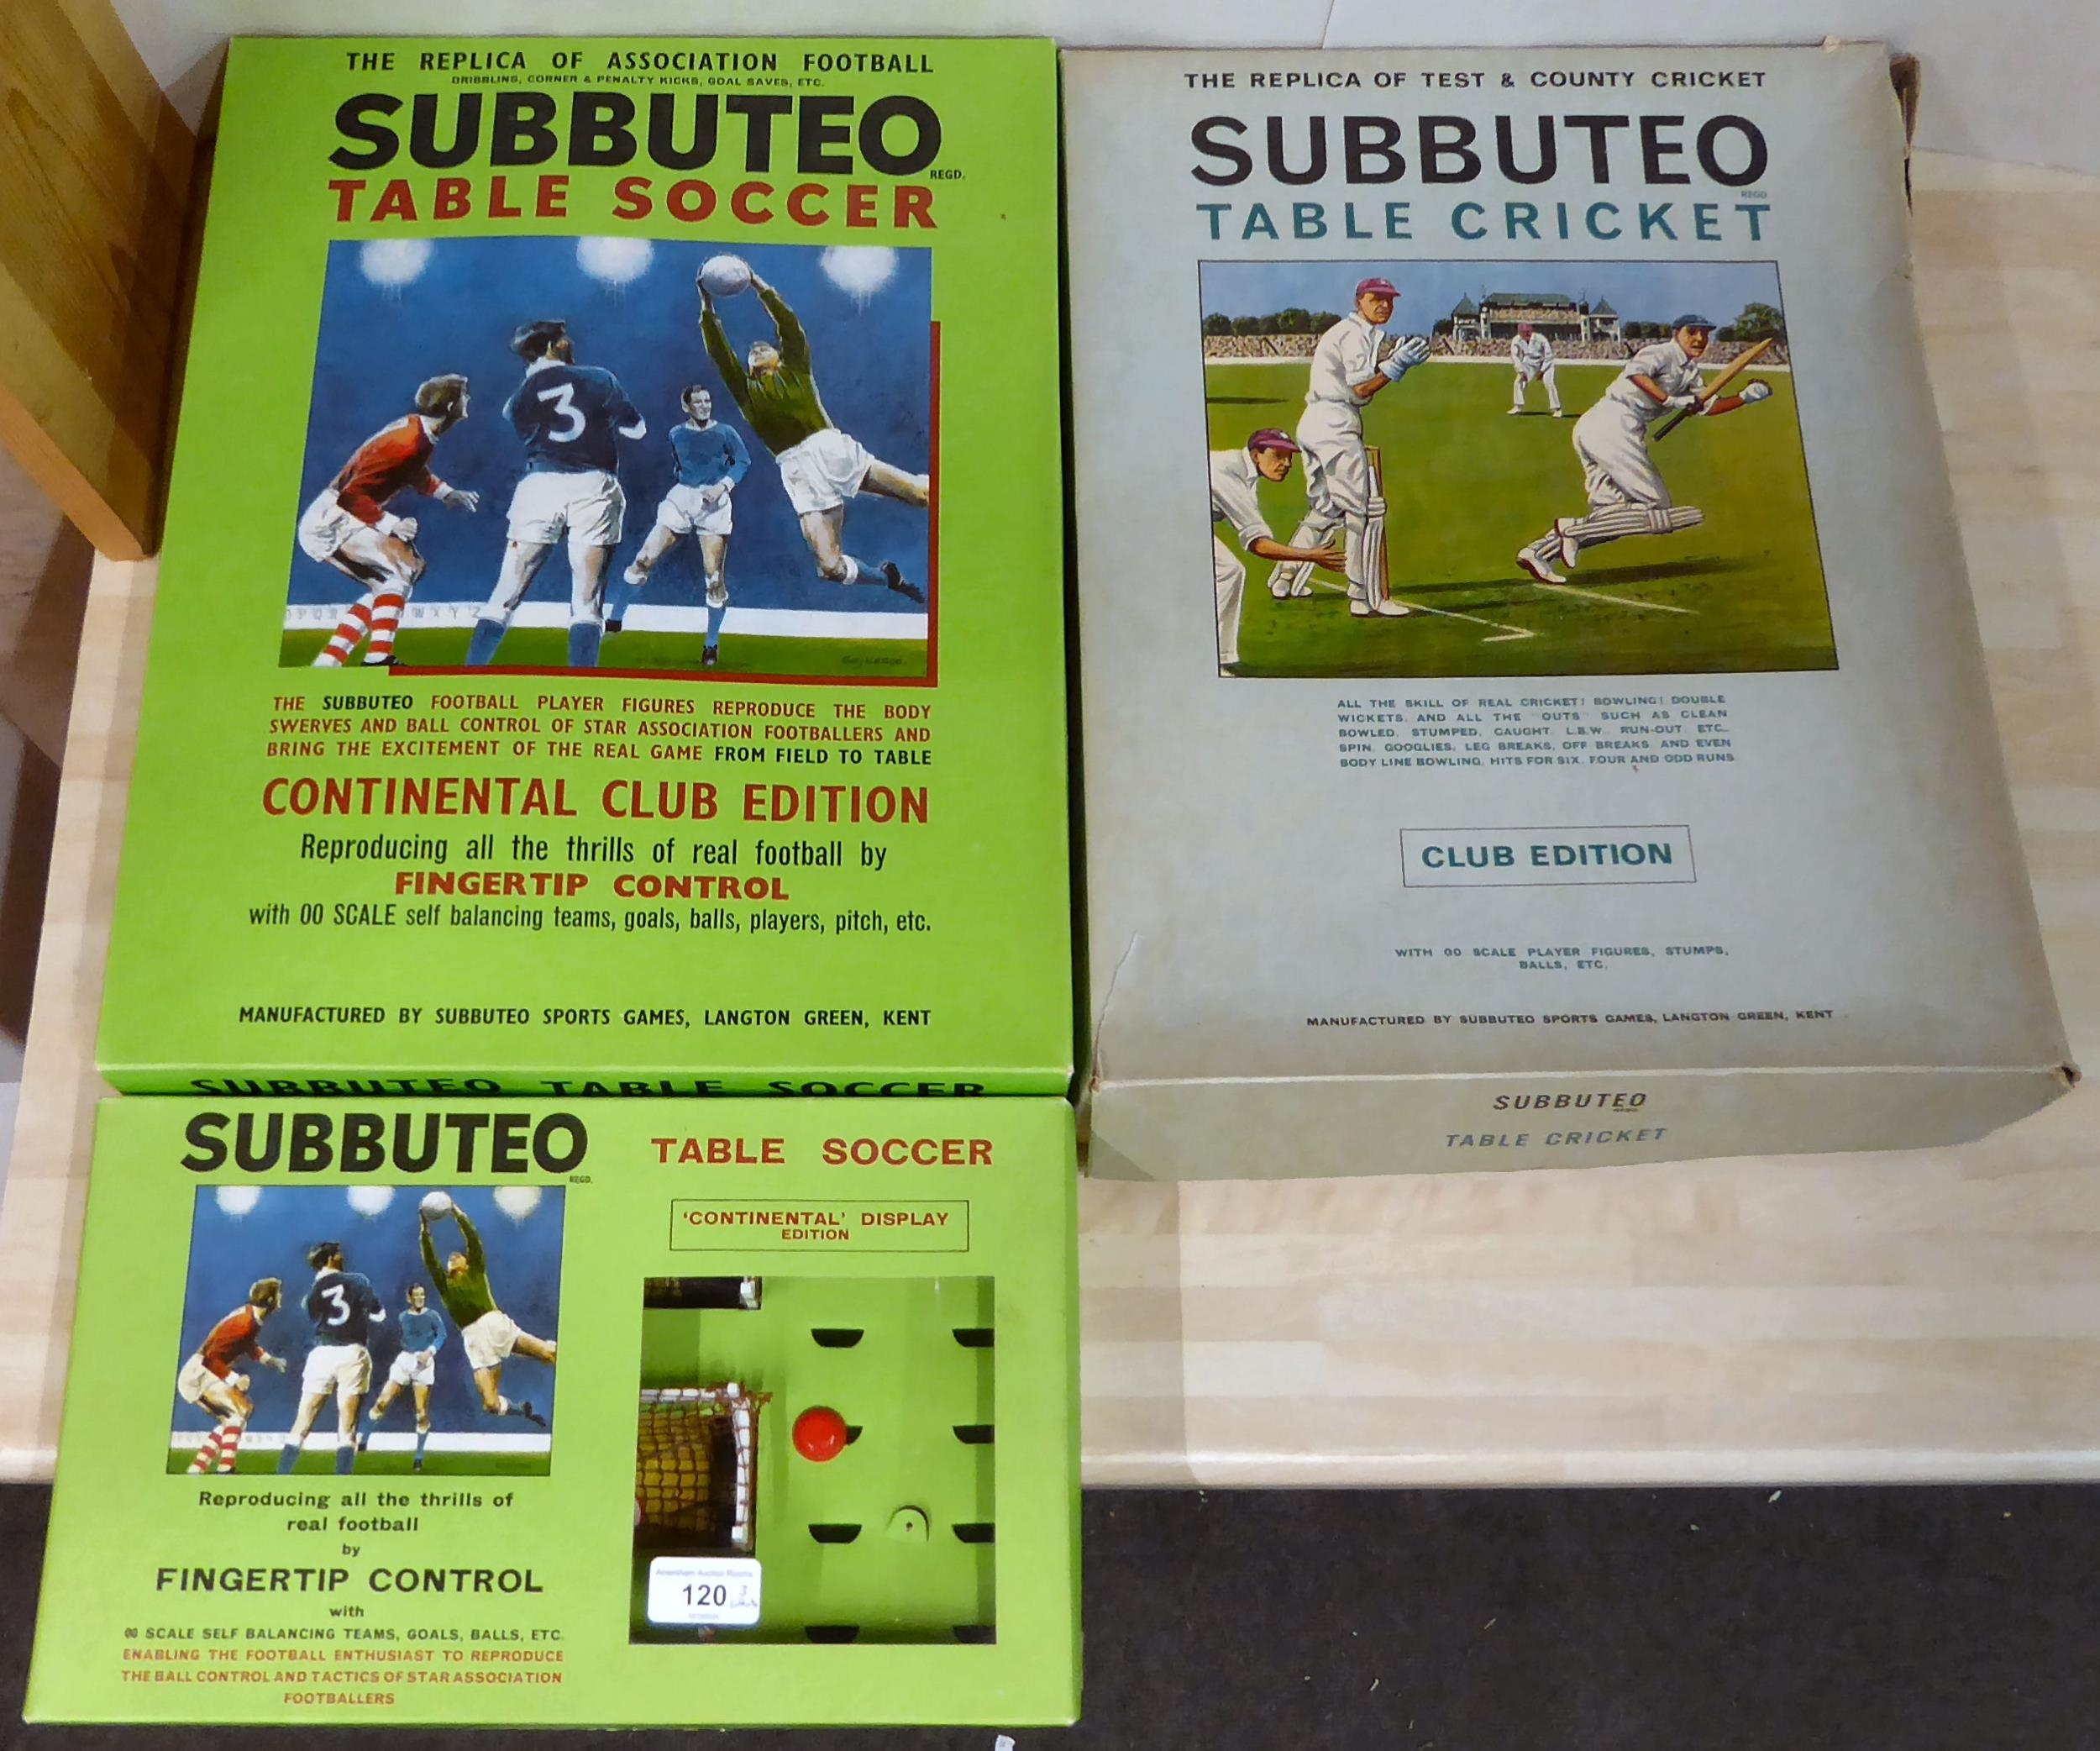 THE REPLICA OF ASSOCIATION FOOTBALL
DRIBBLING, CORNER & PENALTY KICKS, GOAL SAVES, ETC.
SUBBUTEO
REGD.
TABLE SOCCER
3
THE SUBBUTEO FOOTBALL PLAYER FIGURES REPRODUCE THE BODY
SWERVES AND BALL CONTROL OF STAR ASSOCIATION FOOTBALLERS AND
BRING THE EXCITEMENT OF THE REAL GAME FROM FIELD TO TABLE
CONTINENTAL CLUB EDITION
Reproducing all the thrills of real football by
FINGERTIP CONTROL
with 00 SCALE self balancing teams, goals, balls, players, pitch, etc.
MANUFACTURED BY SUBBUTEO SPORTS GAMES, LANGTON GREEN, KENT
SUBBUTEO TABLE SOCCER
THE REPLICA OF TEST & COUNTY CRICKET
SUBBUTEO
REGD
TABLE CRICKET
ALL THE SKILL OF REAL CRICKET! BOWLING! DOUBLE
WICKETS. AND ALL THE "OUTS" SUCH AS CLEAN
BOWLED. STUMPED. CAUGHT. L.B.W. RUN-OUT. ETC.
SPIN. GOOGLIES. LEG BREAKS. OFF BREAKS AND EVEN
BODY LINE BOWLING. HITS FOR SIX. FOUR AND ODD RUNS
CLUB EDITION
WITH 00 SCALE PLAYER FIGURES, STUMPS,
BALLS, ETC.
MANUFACTURED BY SUBBUTEO SPORTS GAMES, LANGTON GREEN, KENT
SUBBUTEO
REGD.
TABLE CRICKET
SUBBUTEO
REGD.
TABLE SOCCER
'CONTINENTAL' DISPLAY
EDITION
3
Reproducing all the thrills of
real football
by
FINGERTIP CONTROL
with
00 SCALE SELF BALANCING TEAMS, GOALS, BALLS, ETC.
ENABLING THE FOOTBALL ENTHUSIAST TO REPRODUCE
THE BALL CONTROL AND TACTICS OF STAR ASSOCIATION
FOOTBALLERS
Auction Rooms
120 3